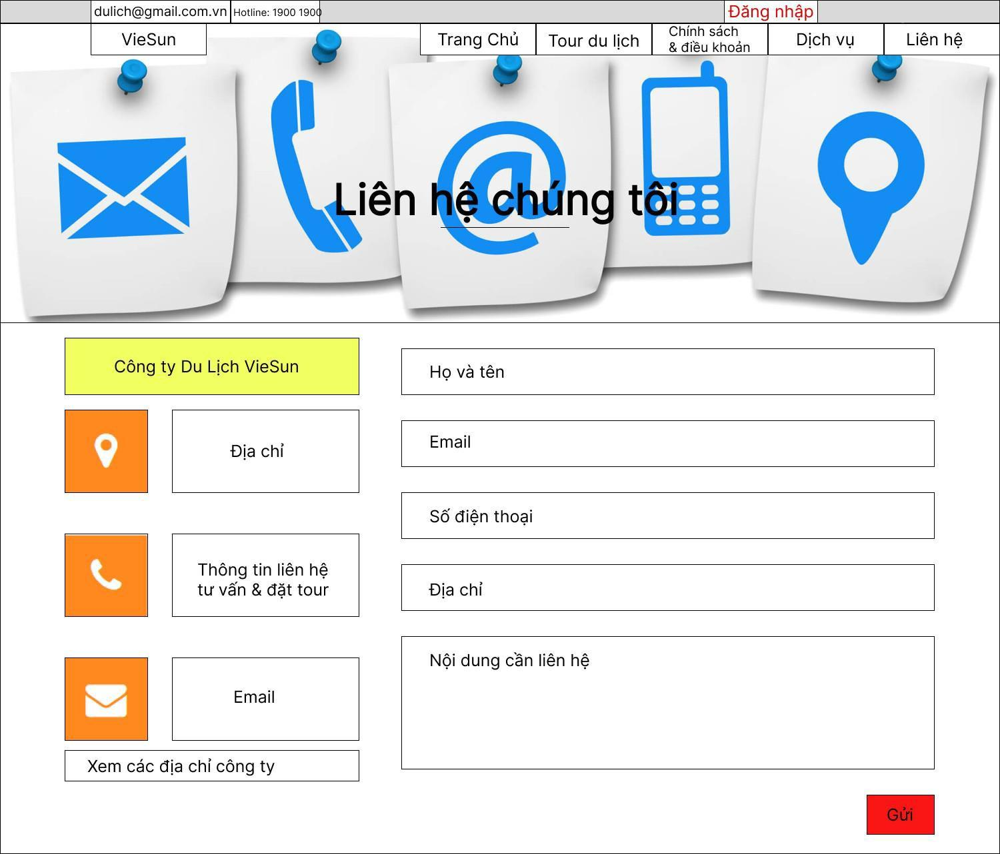 dulich@gmail.com.vn
Hotline: 1900 1900
Đăng nhập
VieSun
Trang Chủ
Tour du lịch
Chính sách
& điều khoản
Dịch vụ
Liên hệ
Liên hệ chúng tôi
Công ty Du Lịch VieSun
Địa chỉ
Thông tin liên hệ
tư vấn & đặt tour
Email
Xem các địa chỉ công ty
Họ và tên
Email
Số điện thoại
Địa chỉ
Nội dung cần liên hệ
Gửi